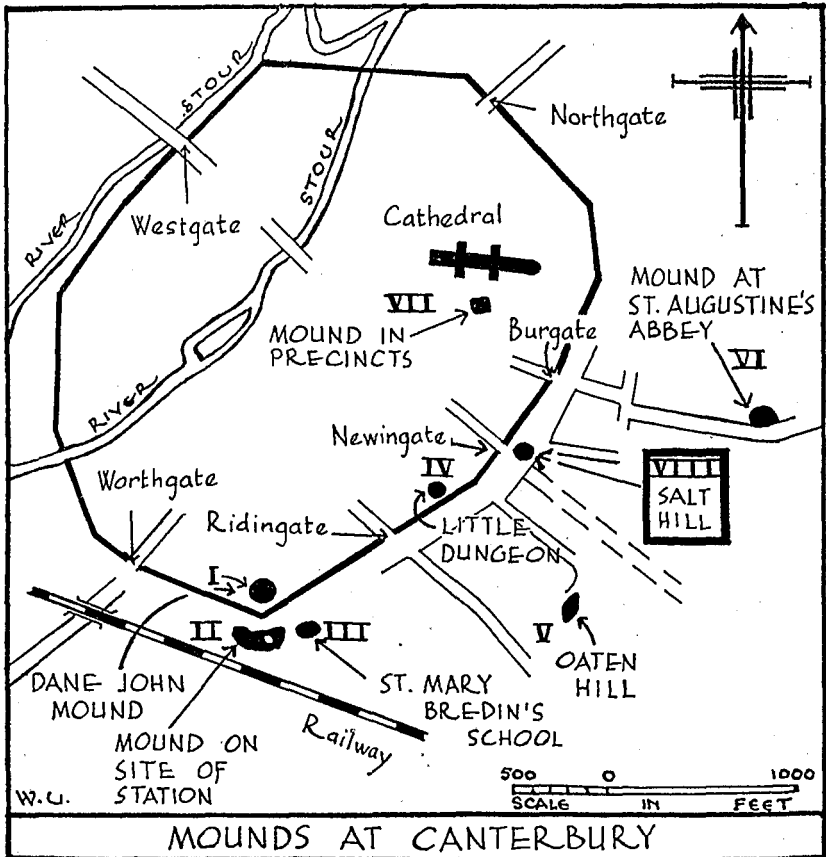 RIVER
STOUR
Northgate
STOUR
Westgate
RIVER
Cathedral
VII
MOUND IN
PRECINCTS
Burgate
MOUND AT
ST. AUGUSTINE'S
ABBEY
VI
RIVER
Newingate
IV
VIII
SALT
HILL
Worthgate
Ridingate
LITTLE
DUNGEON
I
II
III
V
OATEN
HILL
DANE JOHN
MOUND
ST. MARY
BREDIN'S
SCHOOL
MOUND ON
SITE OF
STATION
Railway
W.U.
500 0 1000
SCALE IN FEET
MOUNDS AT CANTERBURY